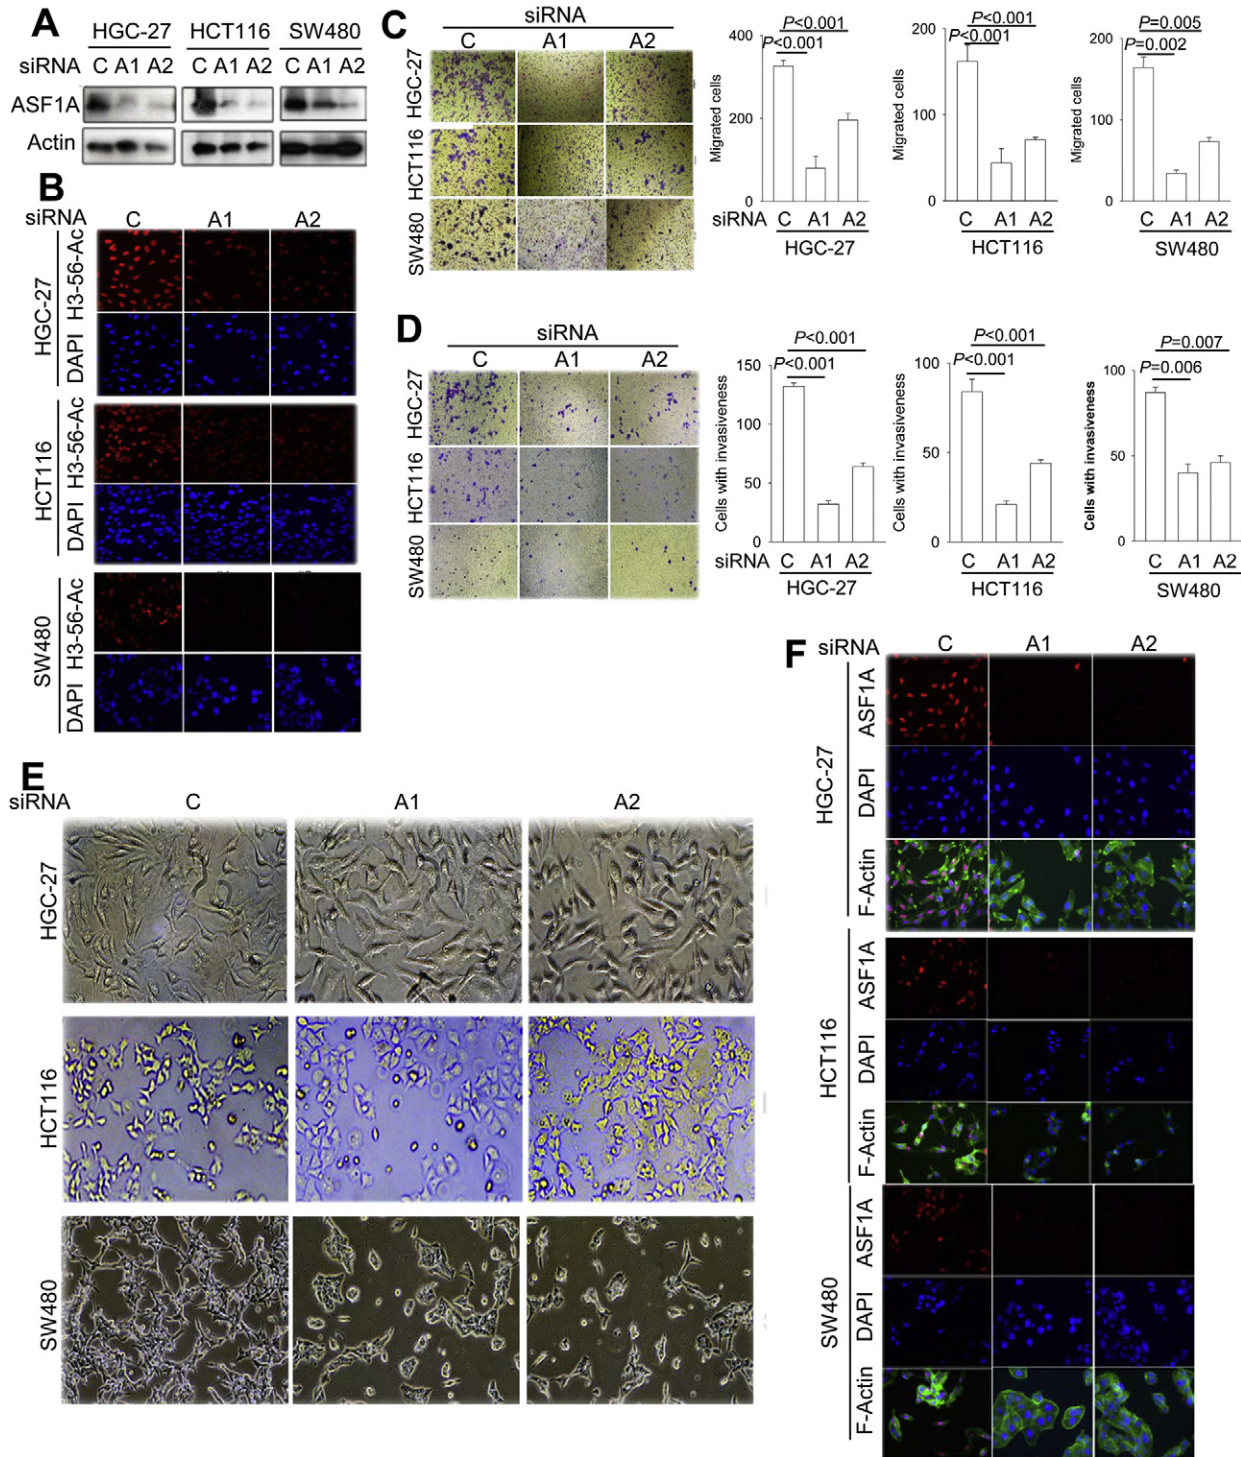 A
HGC-27 HCT116 SW480
siRNA C A1 A2 C A1 A2 C A1 A2
ASF1A
Actin
B
siRNA C A1 A2
HGC-27
H3-56-Ac
DAPI
HCT116
H3-56-Ac
DAPI
SW480
H3-56-Ac
DAPI
C
siRNA
C A1 A2
HGC-27
HCT116
SW480
P<0.001
P<0.001
400
200
0
Migrated cells
siRNA C A1 A2
HGC-27
P<0.001
P<0.001
200
100
0
Migrated cells
C A1 A2
HCT116
P=0.005
P=0.002
200
100
0
Migrated cells
C A1 A2
SW480
D
siRNA
C A1 A2
HGC-27
HCT116
SW480
P<0.001
P<0.001
150
100
50
0
Cells with invasiveness
siRNA C A1 A2
HGC-27
P<0.001
P<0.001
100
50
0
Cells with invasiveness
C A1 A2
HCT116
P=0.007
P=0.006
100
50
0
Cells with invasiveness
C A1 A2
SW480
E
siRNA C A1 A2
HGC-27
HCT116
SW480
F
siRNA C A1 A2
HGC-27
ASF1A
DAPI
F-Actin
HCT116
ASF1A
DAPI
F-Actin
SW480
ASF1A
DAPI
F-Actin